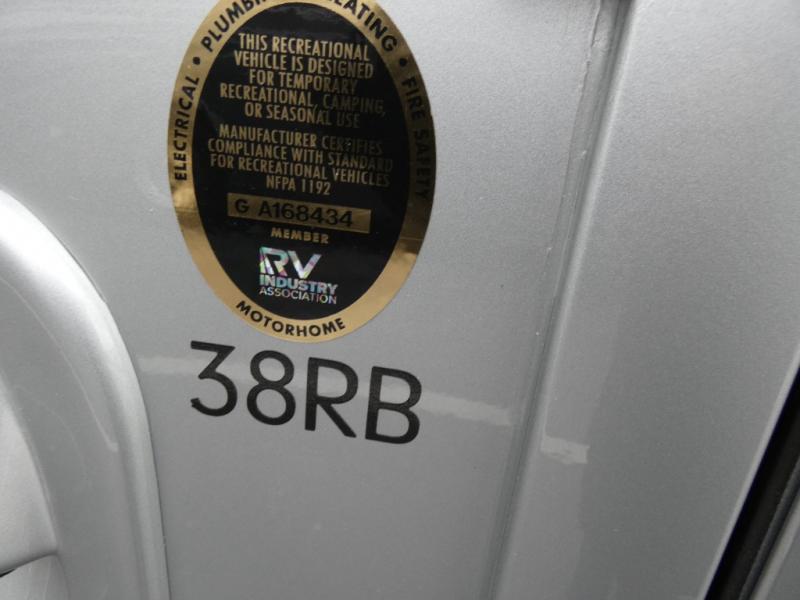 ELECTRICAL • PLUMBING • HEATING • FIRE SAFETY
THIS RECREATIONAL
VEHICLE IS DESIGNED
FOR TEMPORARY
RECREATIONAL, CAMPING,
OR SEASONAL USE
MANUFACTURER CERTIFIES
COMPLIANCE WITH STANDARD
FOR RECREATIONAL VEHICLES
NFPA 1192
G A168434
MEMBER
RV
INDUSTRY
ASSOCIATION
MOTORHOME
38RB